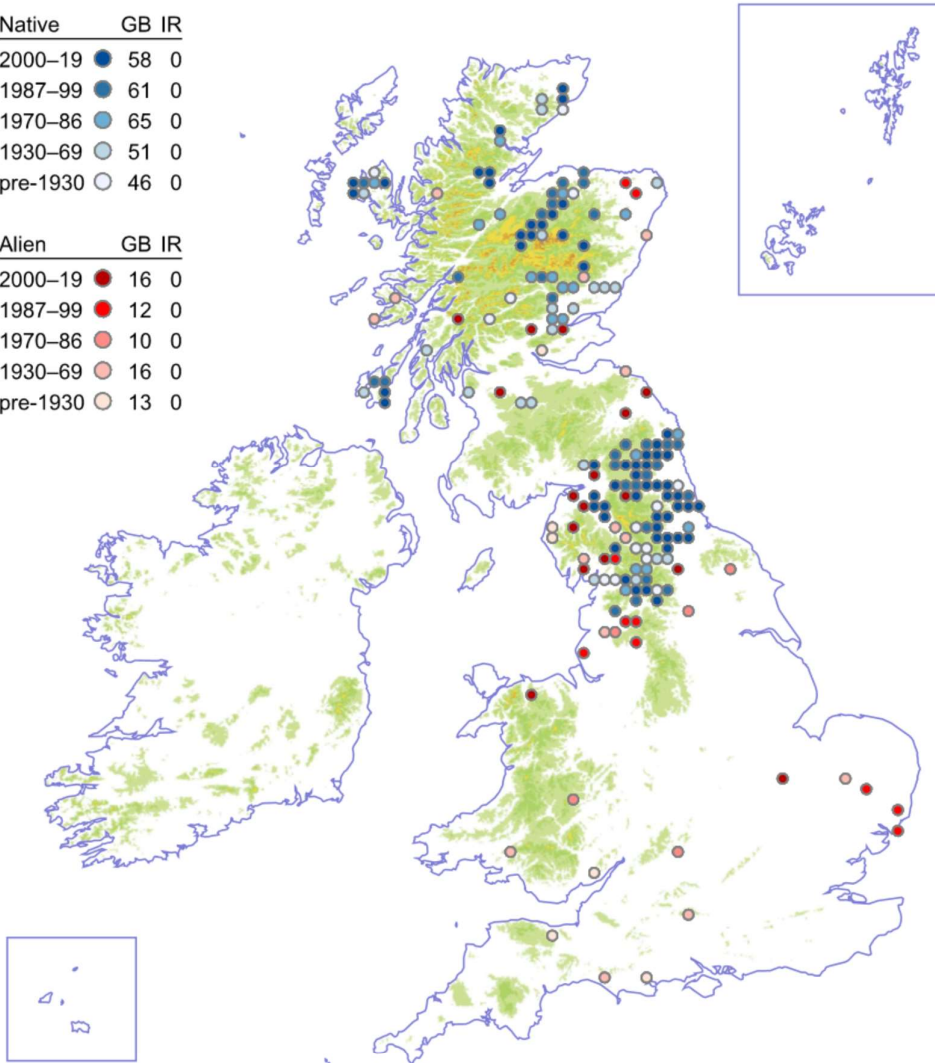 Native GB IR
2000–19 58 0
1987–99 61 0
1970–86 65 0
1930–69 51 0
pre-1930 46 0
Alien GB IR
2000–19 16 0
1987–99 12 0
1970–86 10 0
1930–69 16 0
pre-1930 13 0